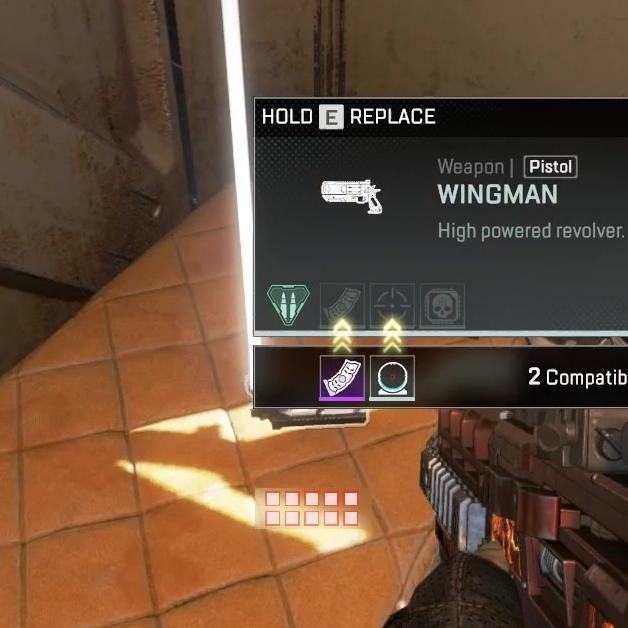 HOLD E REPLACE
Weapon | Pistol
WINGMAN
High powered revolver.
2 Compatib